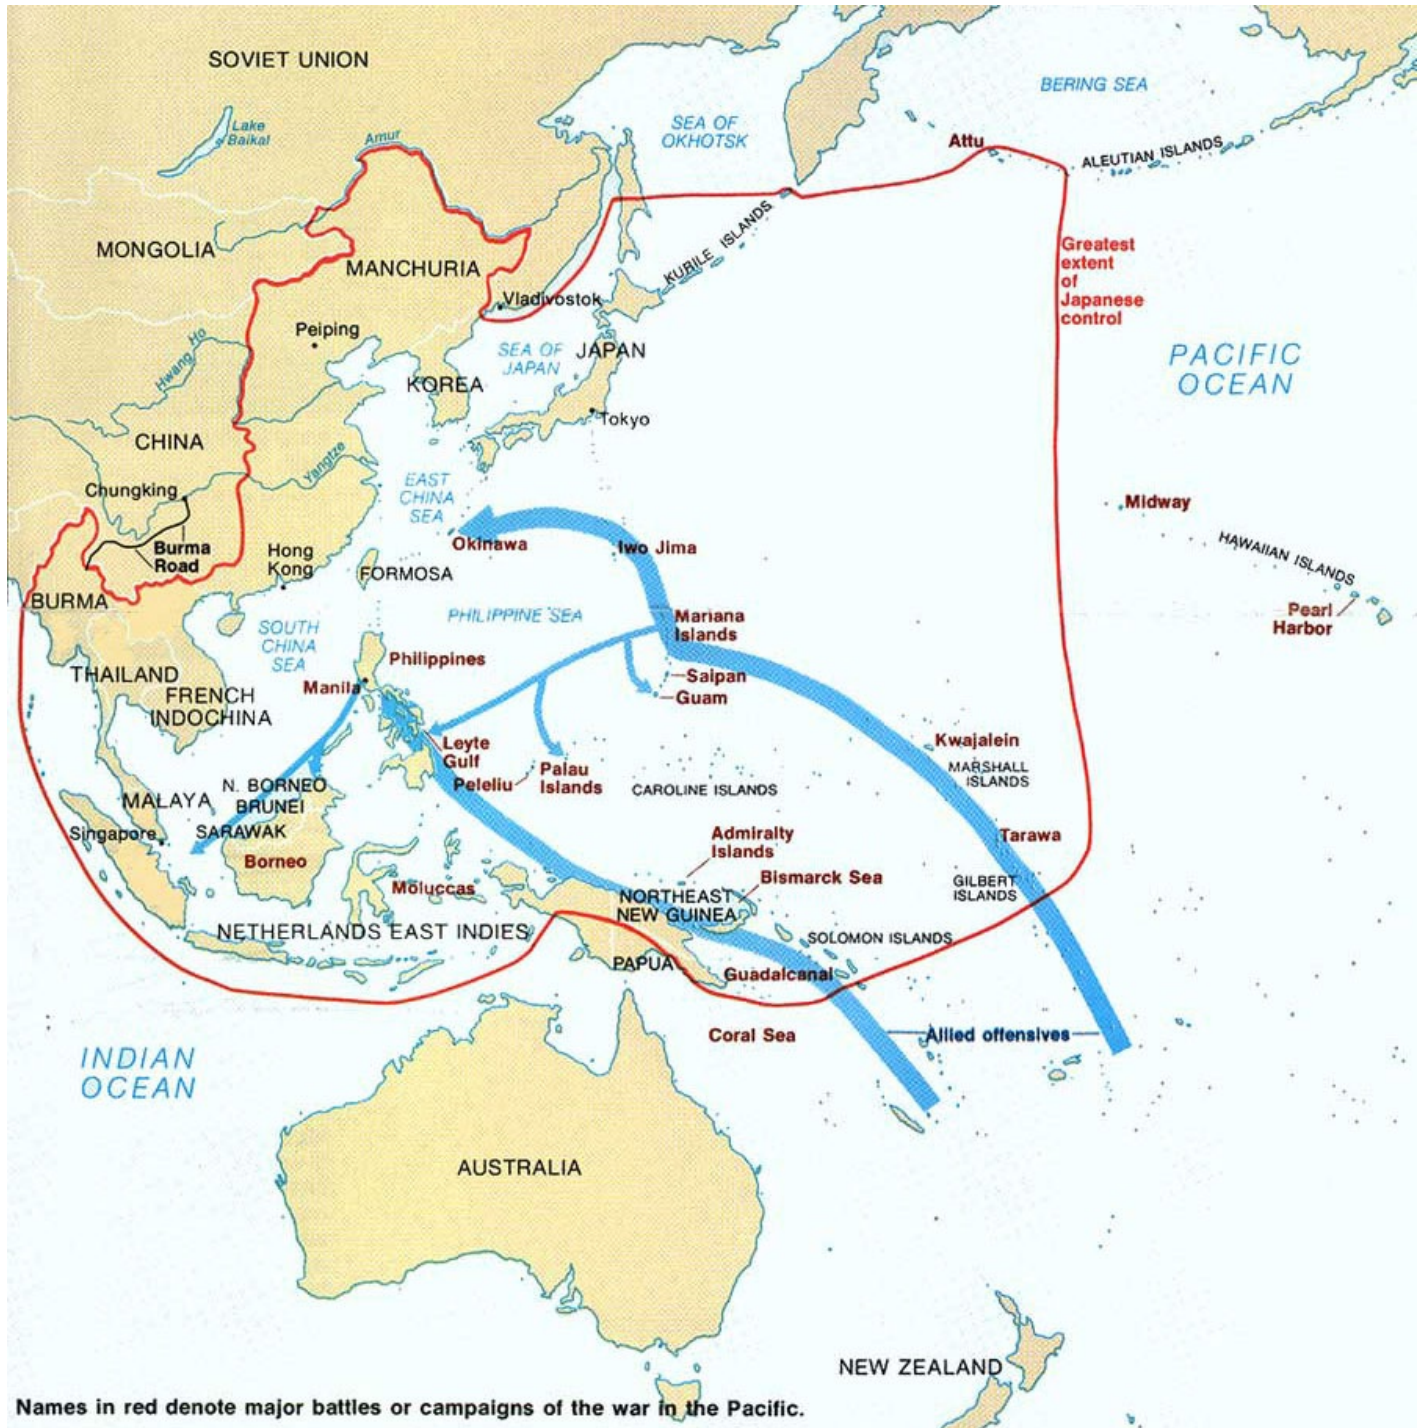 SOVIET UNION
BERING SEA
Lake
Baikal
Amur
SEA OF
OKHOTSK
Attu
ALEUTIAN ISLANDS
MONGOLIA
MANCHURIA
KURILE ISLANDS
Greatest
extent
of
Japanese
control
Vladivostok
Peiping
Hwang Ho
SEA OF
JAPAN
JAPAN
KOREA
PACIFIC
OCEAN
Tokyo
CHINA
Yangtze
Chungking
EAST
CHINA
SEA
Midway
Burma
Road
Okinawa
Iwo Jima
Hong
Kong
FORMOSA
HAWAIIAN ISLANDS
BURMA
PHILIPPINE SEA
Mariana
Islands
Pearl
Harbor
SOUTH
CHINA
SEA
Philippines
THAILAND
Saipan
Manila
Guam
FRENCH
INDOCHINA
Leyte
Gulf
Kwajalein
Peleliu
Palau
Islands
MARSHALL
ISLANDS
CAROLINE ISLANDS
N. BORNEO
BRUNEI
MALAYA
Singapore
SARAWAK
Admiralty
Islands
Tarawa
Borneo
Moluccas
Bismarck Sea
GILBERT
ISLANDS
NORTHEAST
NEW GUINEA
NETHERLANDS EAST INDIES
SOLOMON ISLANDS
PAPUA
Guadalcanal
Coral Sea
Allied offensives
INDIAN
OCEAN
AUSTRALIA
NEW ZEALAND
Names in red denote major battles or campaigns of the war in the Pacific.